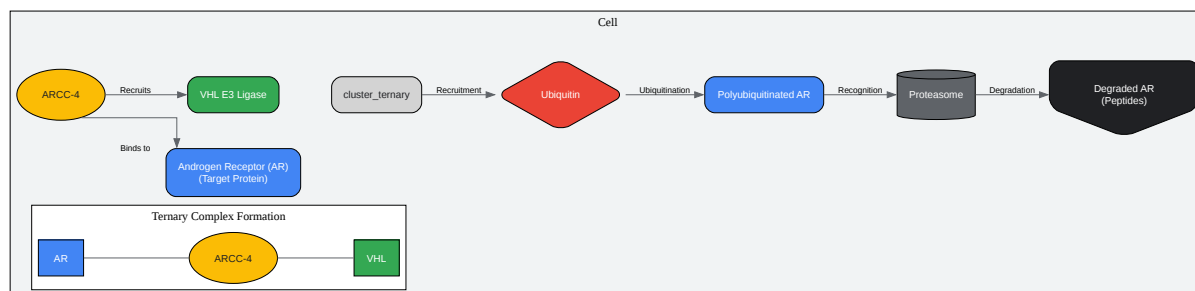 Cell
ARCC-4
Recruits
VHL E3 Ligase
Binds to
Androgen Receptor (AR)
(Target Protein)
cluster_ternary
Recruitment
Ubiquitin
Ubiquitination
Polyubiquitinated AR
Recognition
Proteasome
Degradation
Degraded AR
(Peptides)
Ternary Complex Formation
AR
ARCC-4
VHL